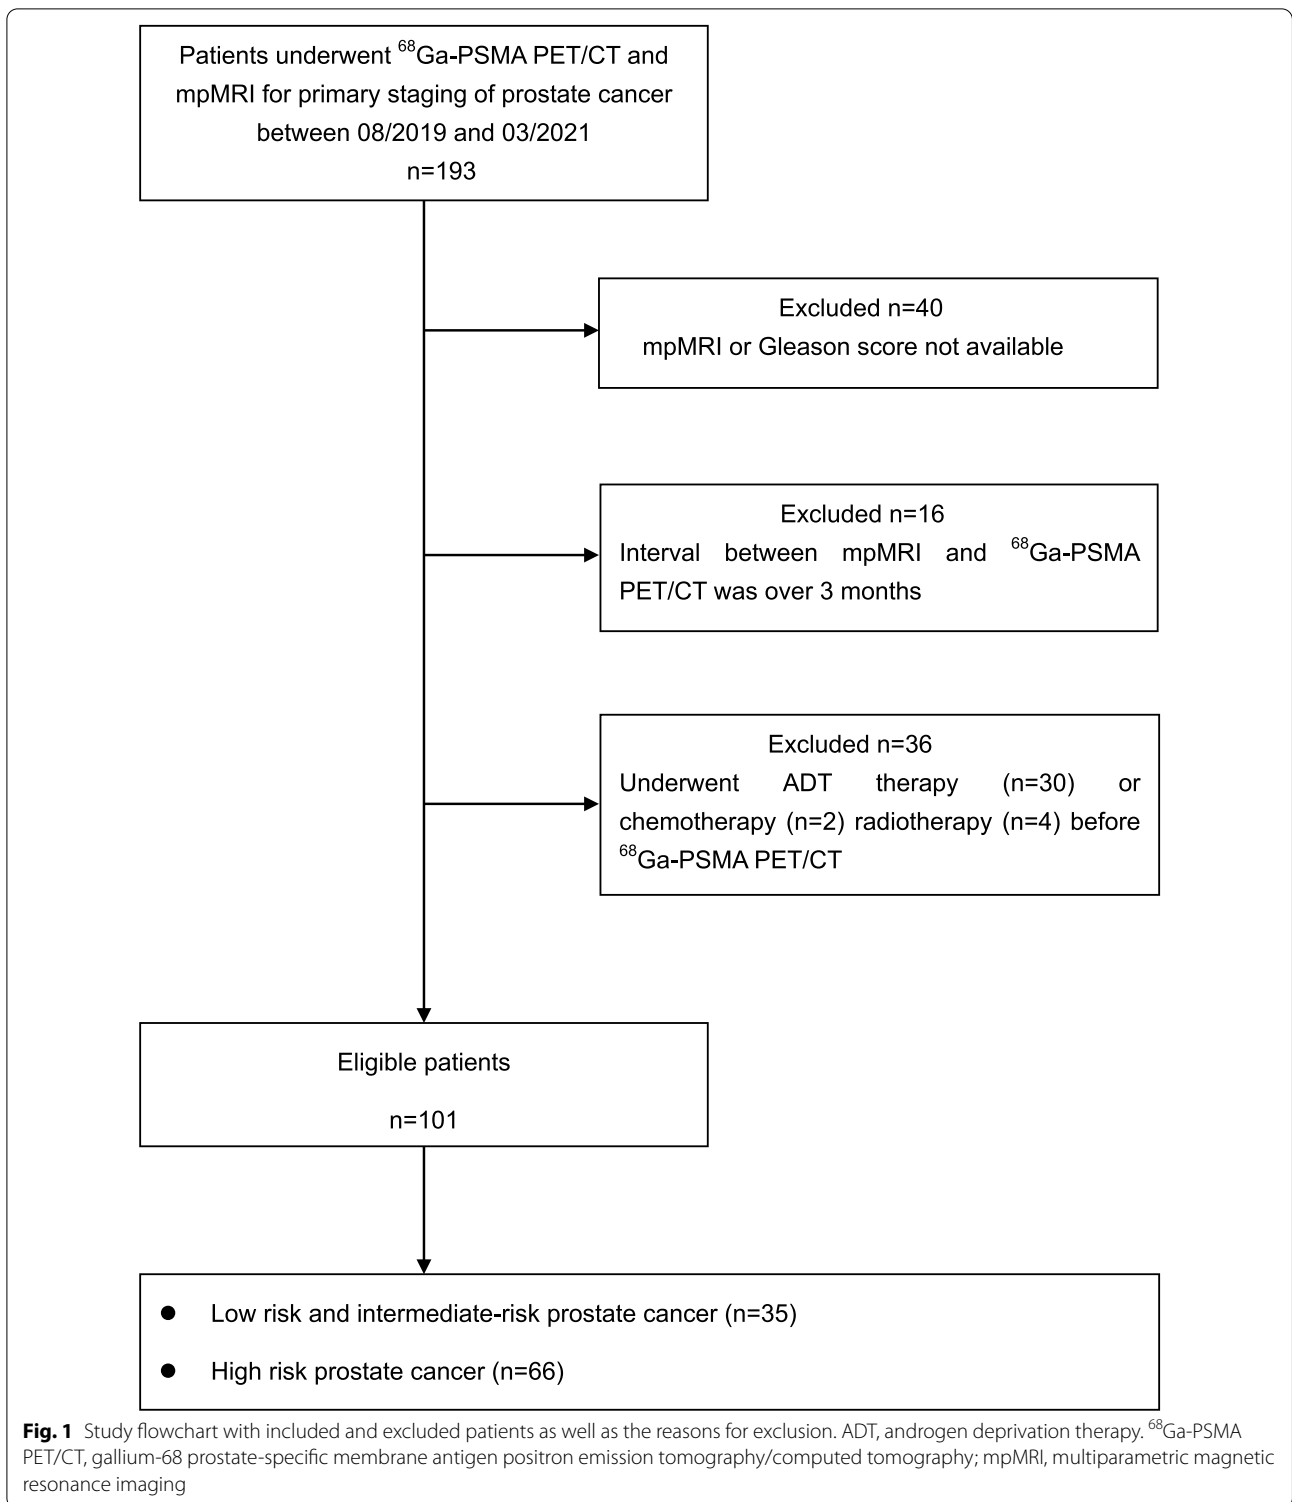 Patients underwent ⁶⁸Ga-PSMA PET/CT and
mpMRI for primary staging of prostate cancer
between 08/2019 and 03/2021
n=193
Excluded n=40
mpMRI or Gleason score not available
Excluded n=16
Interval between mpMRI and ⁶⁸Ga-PSMA
PET/CT was over 3 months
Excluded n=36
Underwent ADT therapy (n=30) or
chemotherapy (n=2) radiotherapy (n=4) before
⁶⁸Ga-PSMA PET/CT
Eligible patients
n=101
● Low risk and intermediate-risk prostate cancer (n=35)
● High risk prostate cancer (n=66)
Fig. 1 Study flowchart with included and excluded patients as well as the reasons for exclusion. ADT, androgen deprivation therapy. ⁶⁸Ga-PSMA
PET/CT, gallium-68 prostate-specific membrane antigen positron emission tomography/computed tomography; mpMRI, multiparametric magnetic
resonance imaging